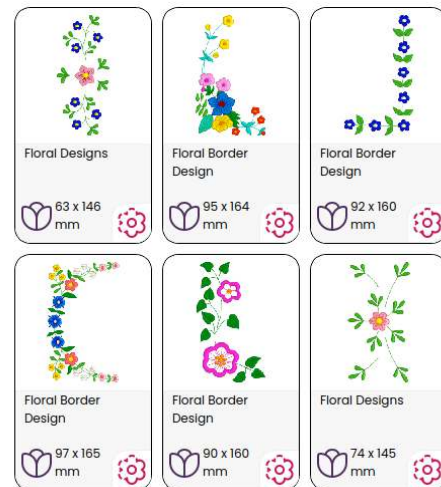 Floral Designs
63 x 146
mm
Floral Border
Design
95 x 164
mm
Floral Border
Design
92 x 160
mm
Floral Border
Design
97 x 165
mm
Floral Border
Design
90 x 160
mm
Floral Designs
74 x 145
mm